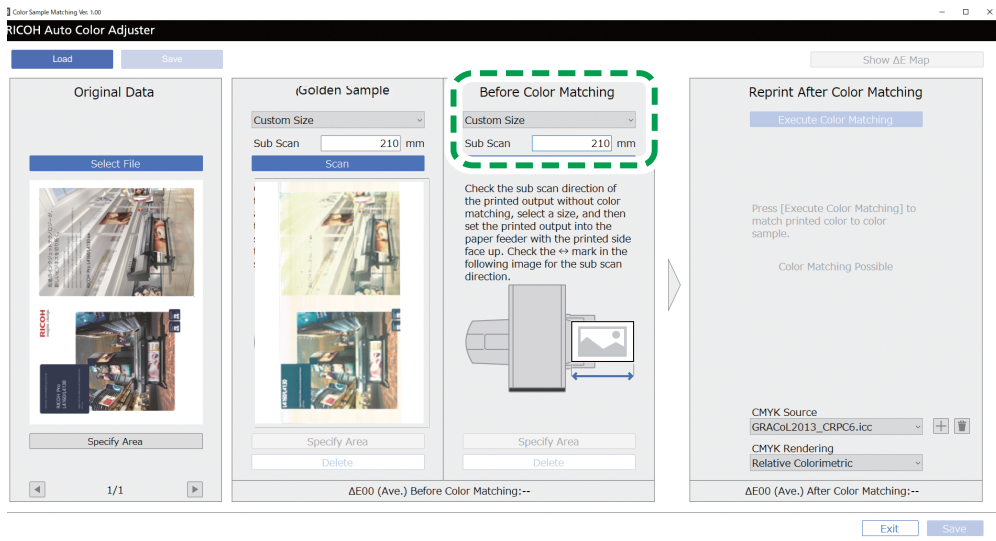 Color Sample Matching Ver. 1.00
RICOH Auto Color Adjuster
Load
Save
Show ΔE Map
Original Data
Select File
RICOH
Specify Area
1/1
Golden Sample
Custom Size
Sub Scan 210 mm
Scan
Specify Area
Delete
Before Color Matching
Custom Size
Sub Scan 210 mm
Check the sub scan direction of
the printed output without color
matching, select a size, and then
set the printed output into the
paper feeder with the printed side
face up. Check the ↔ mark in the
following image for the sub scan
direction.
Specify Area
Delete
ΔE00 (Ave.) Before Color Matching:--
Reprint After Color Matching
Execute Color Matching
Press [Execute Color Matching] to
match printed color to color
sample.
Color Matching Possible
CMYK Source
GRACoL2013_CRPC6.icc
CMYK Rendering
Relative Colorimetric
ΔE00 (Ave.) After Color Matching:--
Exit
Save